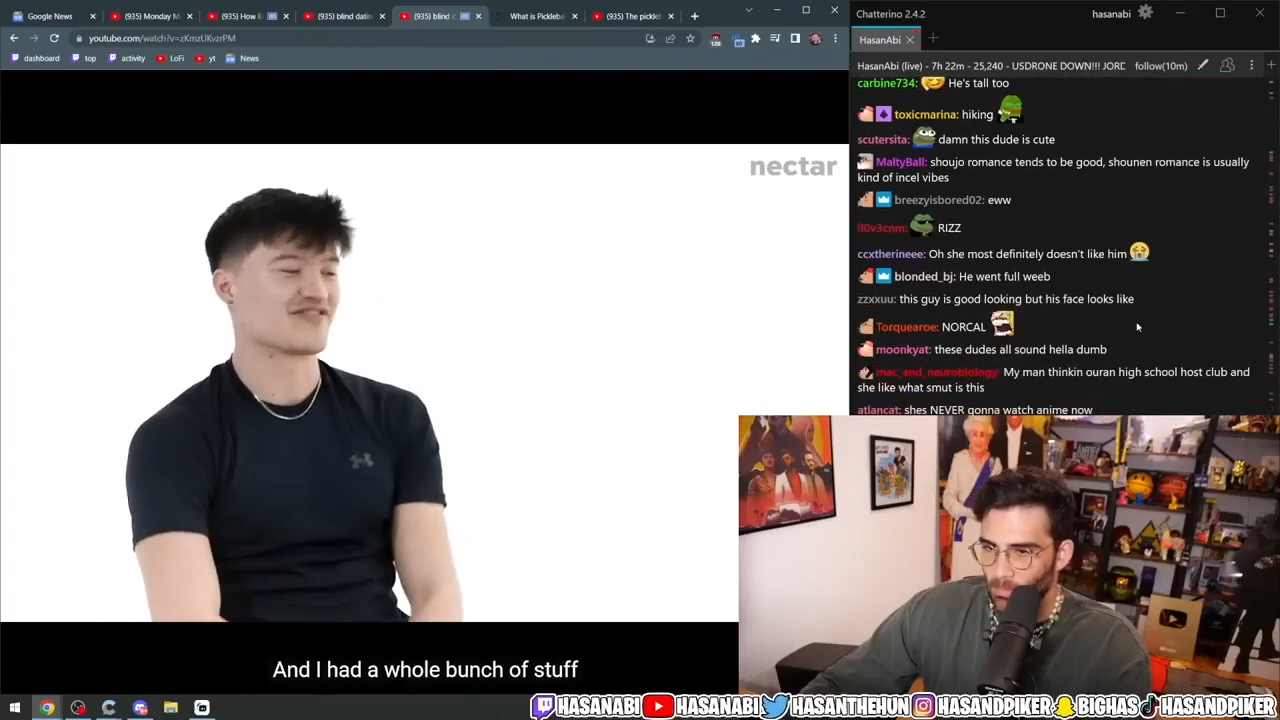 Google News
(935) Monday M
(935) How B
(935) blind dating
(935) blind
What is Pickleba
(935) The pickle
youtube.com/watch?v=zKmzUKvzrPM
dashboard
top
activity
LoFi
yt
News
nectar
And I had a whole bunch of stuff
Chatterino 2.4.2
hasanabi
HasanAbi
HasanAbi (live) - 7h 22m - 25,240 - USDRONE DOWN!!! JORD
follow(10m)
carbine734: He's tall too
toxicmarina: hiking
scutersita: damn this dude is cute
MaltyBall: shoujo romance tends to be good, shounen romance is usually
kind of incel vibes
breezyisbored02: eww
RIZZ
ccxtherineee: Oh she most definitely doesn't like him
blonded_bj: He went full weeb
zzxxuu: this guy is good looking but his face looks like
Torquearoe: NORCAL
moonkyat: these dudes all sound hella dumb
mac_and_neurobiology: My man thinkin ouran high school host club and
she like what smut is this
atlancat: shes NEVER gonna watch anime now
HASANABI HASANABI HASANTHEHUN HASANDPIKER BIGHAS HASANDPIKER